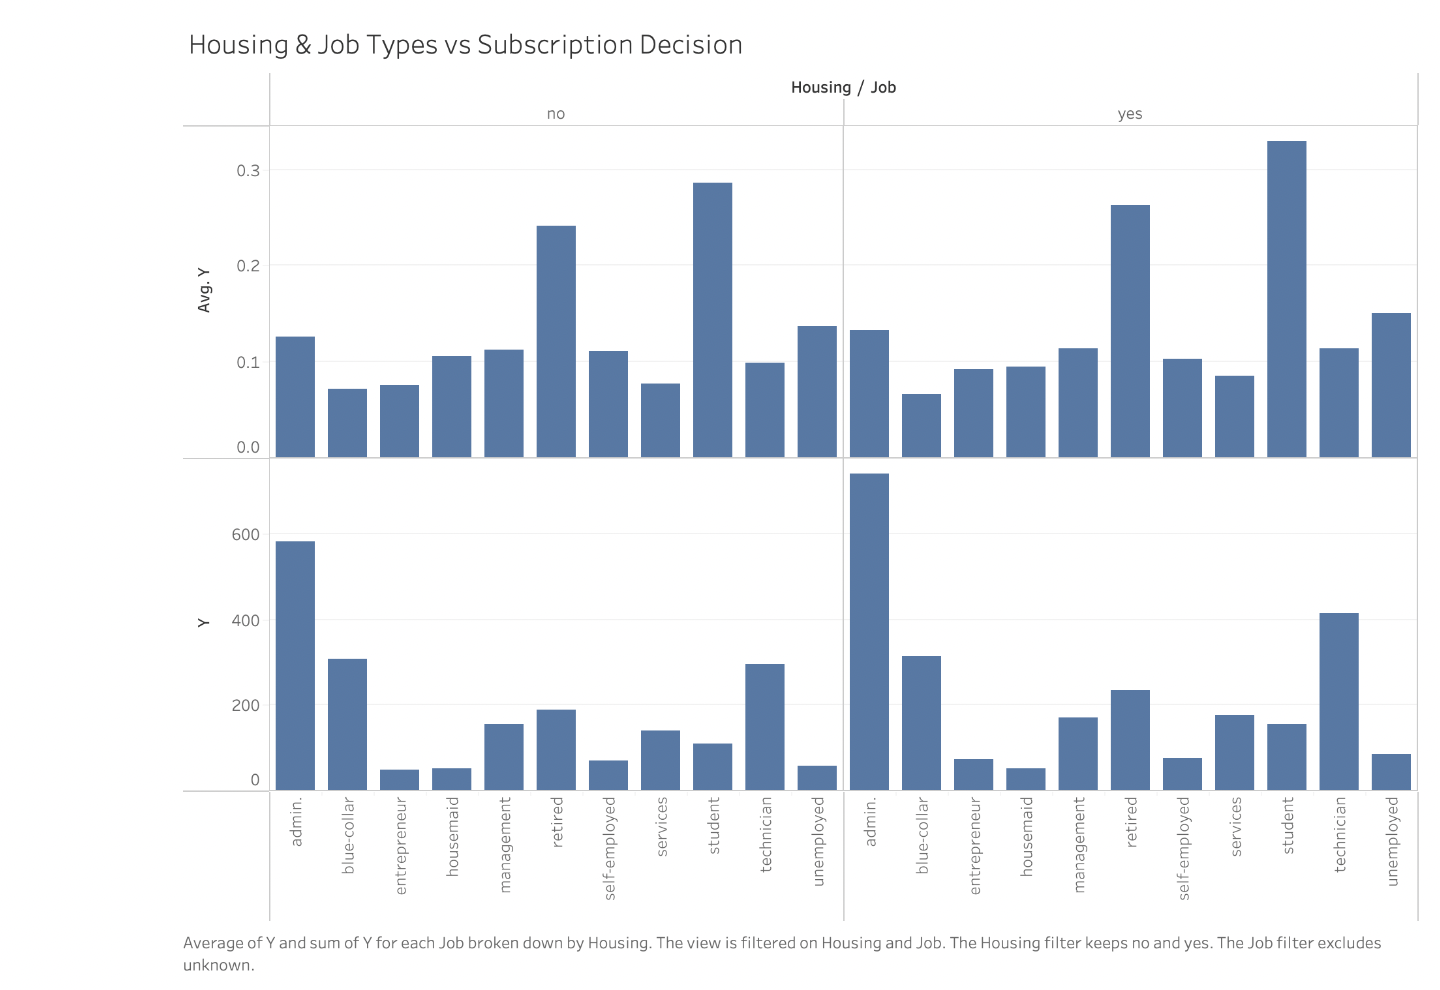 Housing & Job Types vs Subscription Decision
Housing / Job
no
yes
Avg. Y
0.3
0.2
0.1
0.0
Y
600
400
200
0
admin.
blue-collar
entrepreneur
housemaid
management
retired
self-employed
services
student
technician
unemployed
admin.
blue-collar
entrepreneur
housemaid
management
retired
self-employed
services
student
technician
unemployed
Average of Y and sum of Y for each Job broken down by Housing. The view is filtered on Housing and Job. The Housing filter keeps no and yes. The Job filter excludes
unknown.